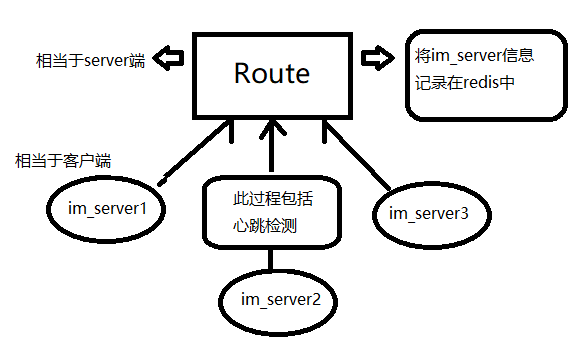 相当于server端
Route
将im_server信息
记录在redis中
相当于客户端
im_server1
此过程包括
心跳检测
im_server3
im_server2